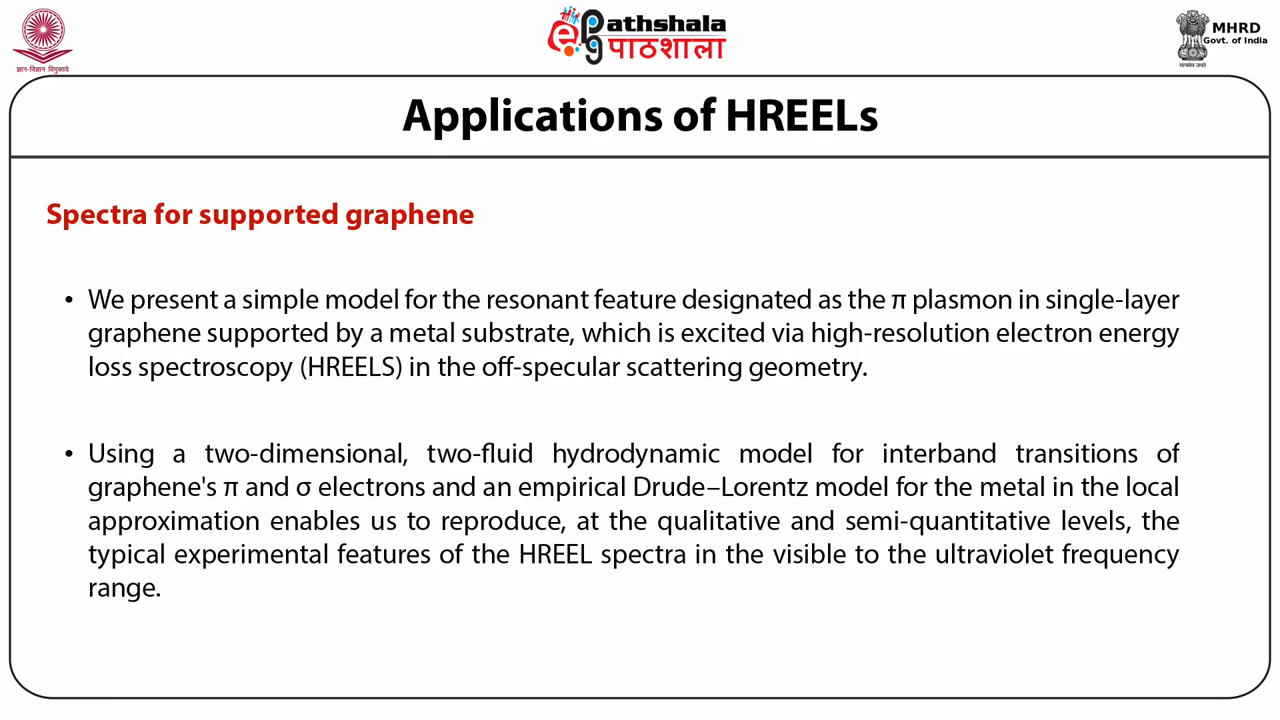 ज्ञान-विज्ञान विमुक्तये
ePathshala
पाठशाला
MHRD
Govt. of India
सत्यमेव जयते
Applications of HREELs
Spectra for supported graphene
• We present a simple model for the resonant feature designated as the π plasmon in single-layer
graphene supported by a metal substrate, which is excited via high-resolution electron energy
loss spectroscopy (HREELS) in the off-specular scattering geometry.
• Using a two-dimensional, two-fluid hydrodynamic model for interband transitions of
graphene's π and σ electrons and an empirical Drude–Lorentz model for the metal in the local
approximation enables us to reproduce, at the qualitative and semi-quantitative levels, the
typical experimental features of the HREEL spectra in the visible to the ultraviolet frequency
range.